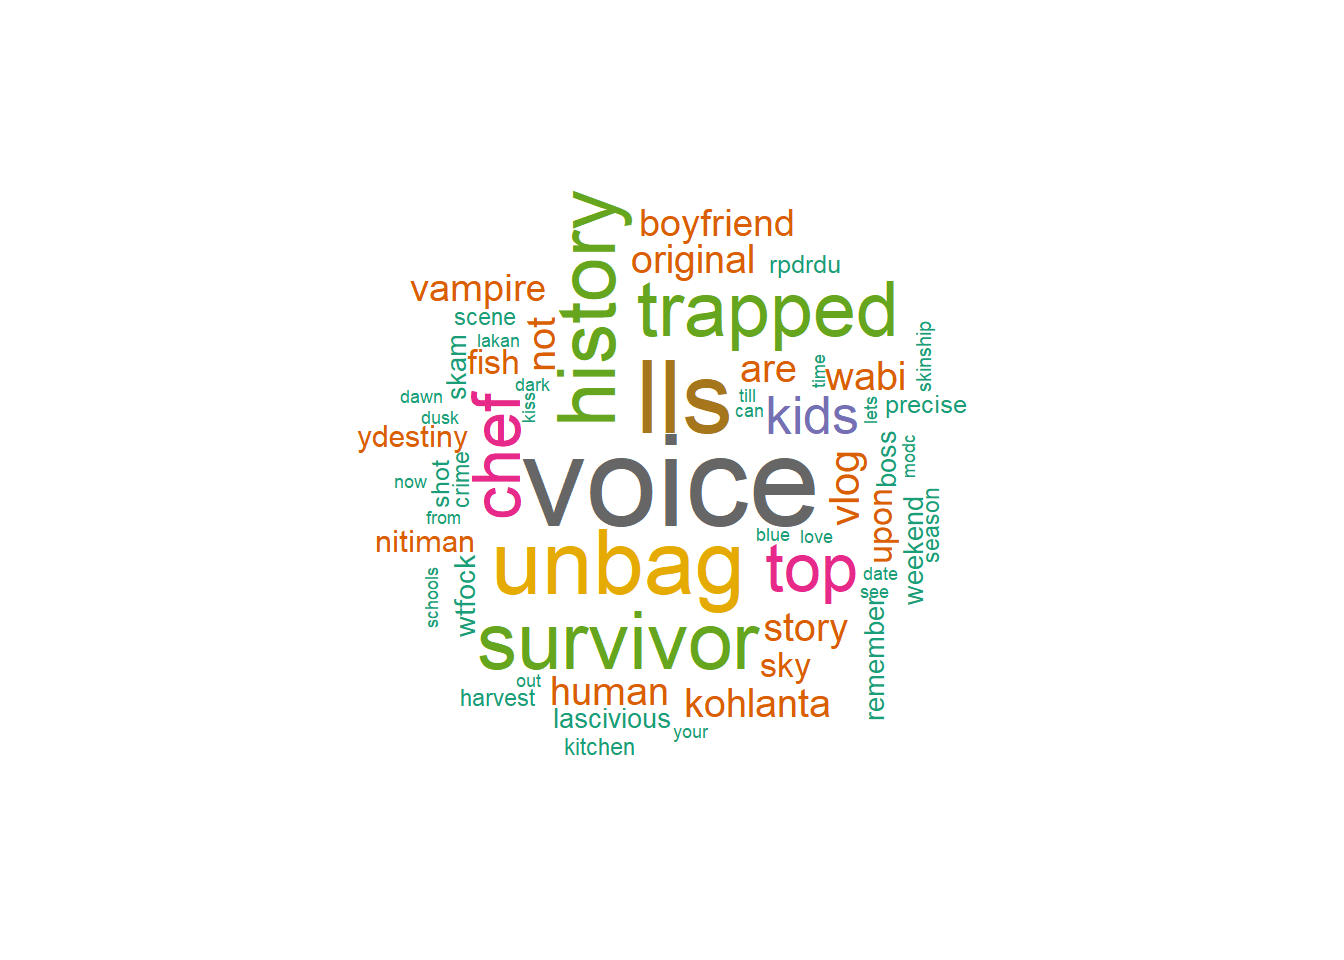 history
boyfriend
original
rpdrdu
vampire
trapped
scene
not
lakan
skam
fish
skinship
lls
are
time
wabi
dark
kiss
dawn
till
can
kids
lets
precise
dusk
chef
ydestiny
voice
boss
modc
vlog
shot
crime
now
upon
season
from
weekend
nitiman
unbag
blue
love
top
date
see
schools
wtfock
survivor
story
remember
sky
out
human
harvest
kohlanta
lascivious
your
kitchen